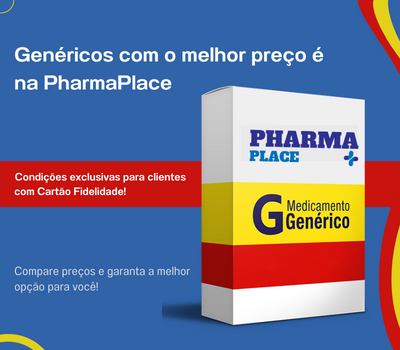 Genéricos com o melhor preço é
na PharmaPlace
Condições exclusivas para clientes
com Cartão Fidelidade!
Compare preços e garanta a melhor
opção para você!
PHARMA
PLACE
G Medicamento
Genérico